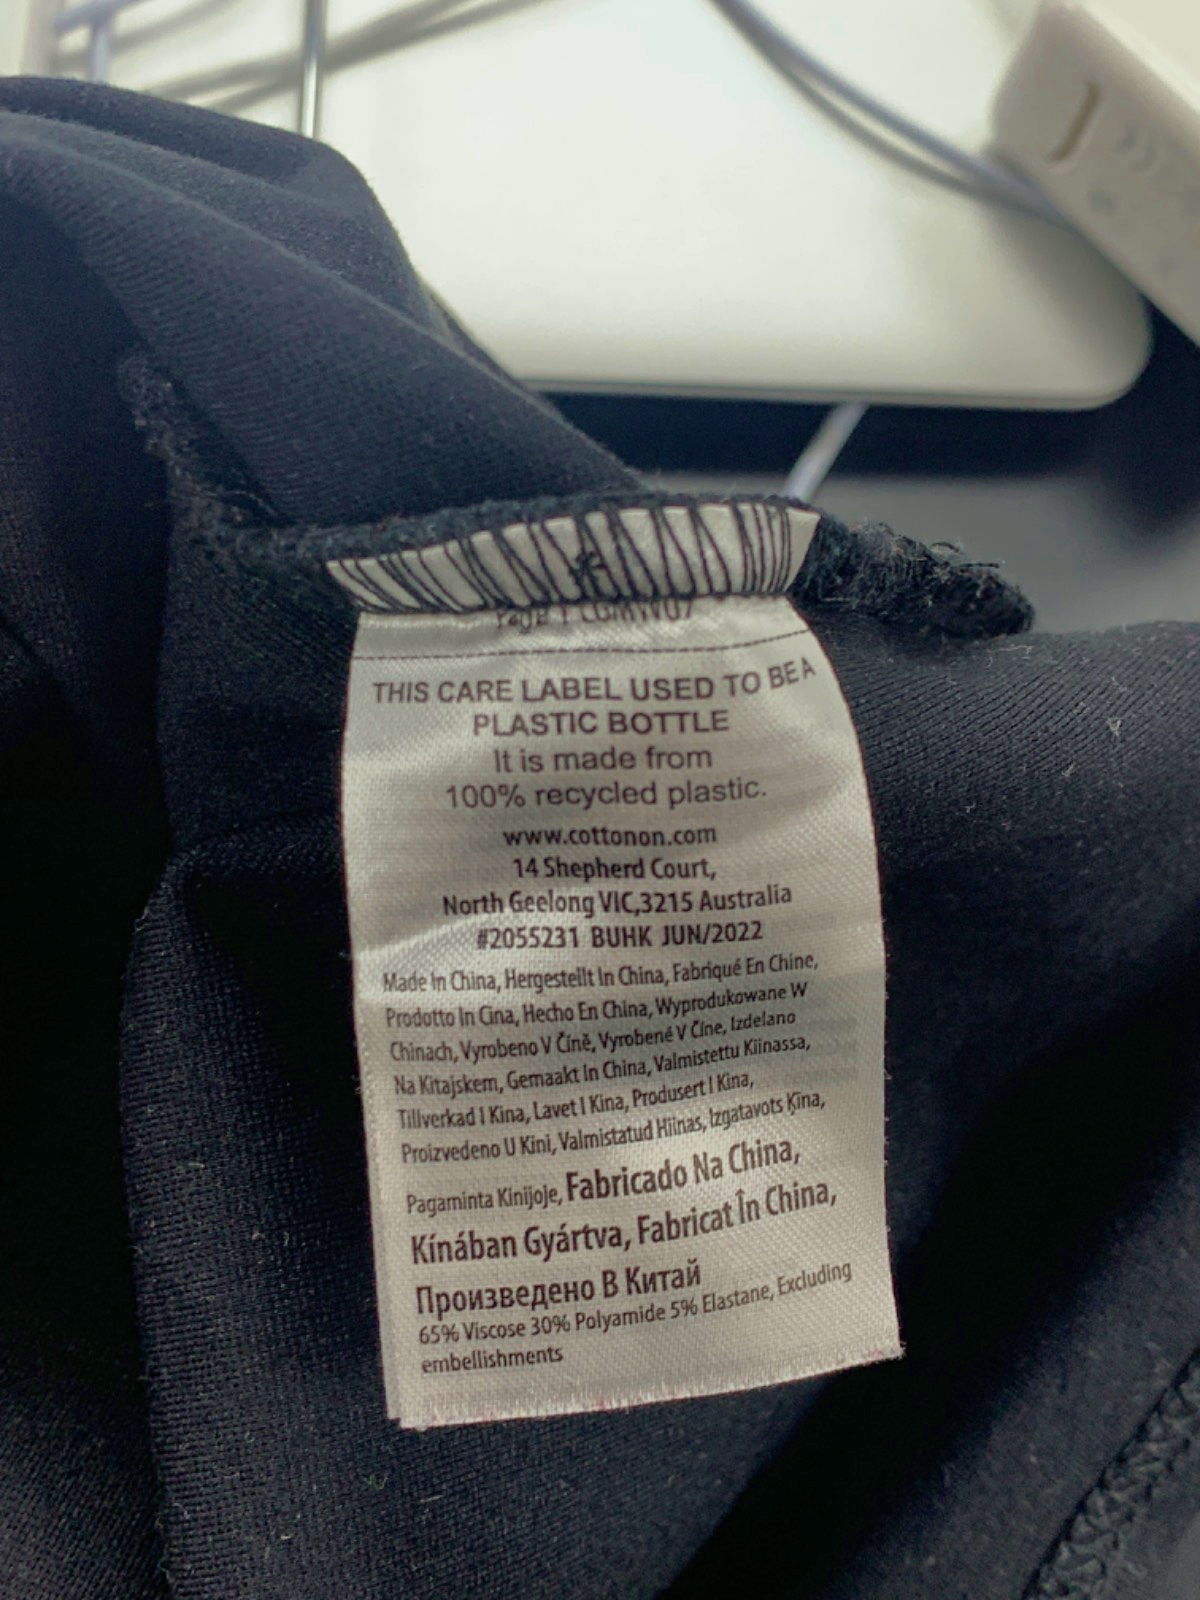 THIS CARE LABEL USED TO BE A
PLASTIC BOTTLE
It is made from
100% recycled plastic.
www.cottonon.com
14 Shepherd Court,
North Geelong VIC,3215 Australia
#2055231 BUHK JUN/2022
Made In China, Hergestellt In China, Fabriqué En Chine,
Prodotto In Cina, Hecho En China, Wyprodukowane W
Chinach, Vyrobeno V Číně, Vyrobené V Číne, Izdelano
Na Kitajskem, Gemaakt In China, Valmistettu Kiinassa,
Tillverkad I Kina, Lavet I Kina, Produsert I Kina,
Proizvedeno U Kini, Valmistatud Hiinas, Izgatavots Ķīna,
Pagaminta Kinijoje, Fabricado Na China,
Kínában Gyártva, Fabricat În China,
Произведено В Китай
65% Viscose 30% Polyamide 5% Elastane, Excluding
embellishments